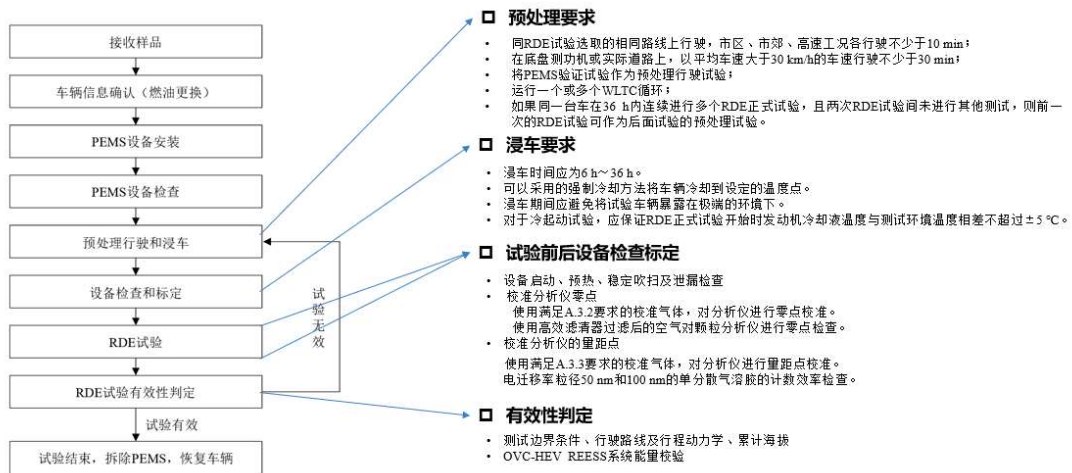 接收样品
车辆信息确认（燃油更换）
PEMS设备安装
PEMS设备检查
预处理行驶和浸车
设备检查和标定
RDE试验
RDE试验有效性判定
试验有效
试验结束，拆除PEMS，恢复车辆
试验无效
预处理要求
• 同RDE试验选取的相同路线上行驶，市区、市郊、高速工况各行驶不少于10 min；
• 在底盘测功机或实际道路上，以平均车速大于30 km/h的车速行驶不少于30 min；
• 将PEMS验证试验作为预处理行驶试验；
• 运行一个或多个WLTC循环；
• 如果同一台车在36 h内连续进行多个RDE正式试验，且两次RDE试验间未进行其他测试，则前一
次的RDE试验可作为后面试验的预处理试验。
浸车要求
• 浸车时间应为6 h～36 h。
• 可以采用的强制冷却方法将车辆冷却到设定的温度点。
• 浸车期间应避免将试验车辆暴露在极端的环境下。
• 对于冷起动试验，应保证RDE正式试验开始时发动机冷却液温度与测试环境温度相差不超过±5 ℃。
试验前后设备检查标定
• 设备启动、预热、稳定吹扫及泄漏检查
• 校准分析仪零点
使用满足A.3.2要求的校准气体，对分析仪进行零点校准。
使用高效滤清器过滤后的空气对颗粒分析仪进行零点检查。
• 校准分析仪的量距点
使用满足A.3.3要求的校准气体，对分析仪进行量距点校准。
电迁移率粒径50 nm和100 nm的单分散气溶胶的计数效率检查。
有效性判定
• 测试边界条件、行驶路线及行程动力学、累计海拔
• OVC-HEV REESS系统能量校验